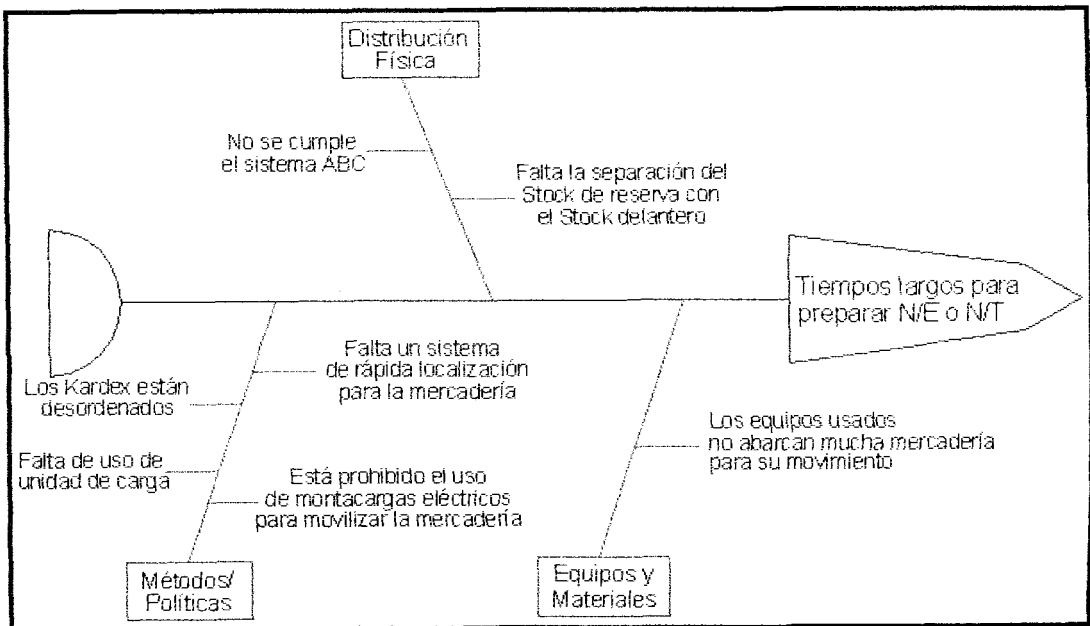 Distribución
Física
No se cumple
el sistema ABC
Falta la separación del
Stock de reserva con
el Stock delantero
Tiempos largos para
preparar N/E o N/T
Falta un sistema
de rápida localización
para la mercadería
Los Kardex están
desordenados
Los equipos usados
no abarcan mucha mercadería
para su movimiento
Falta de uso de
unidad de carga
Está prohibido el uso
de montacargas eléctricos
para movilizar la mercadería
Métodos/
Políticas
Equipos y
Materiales